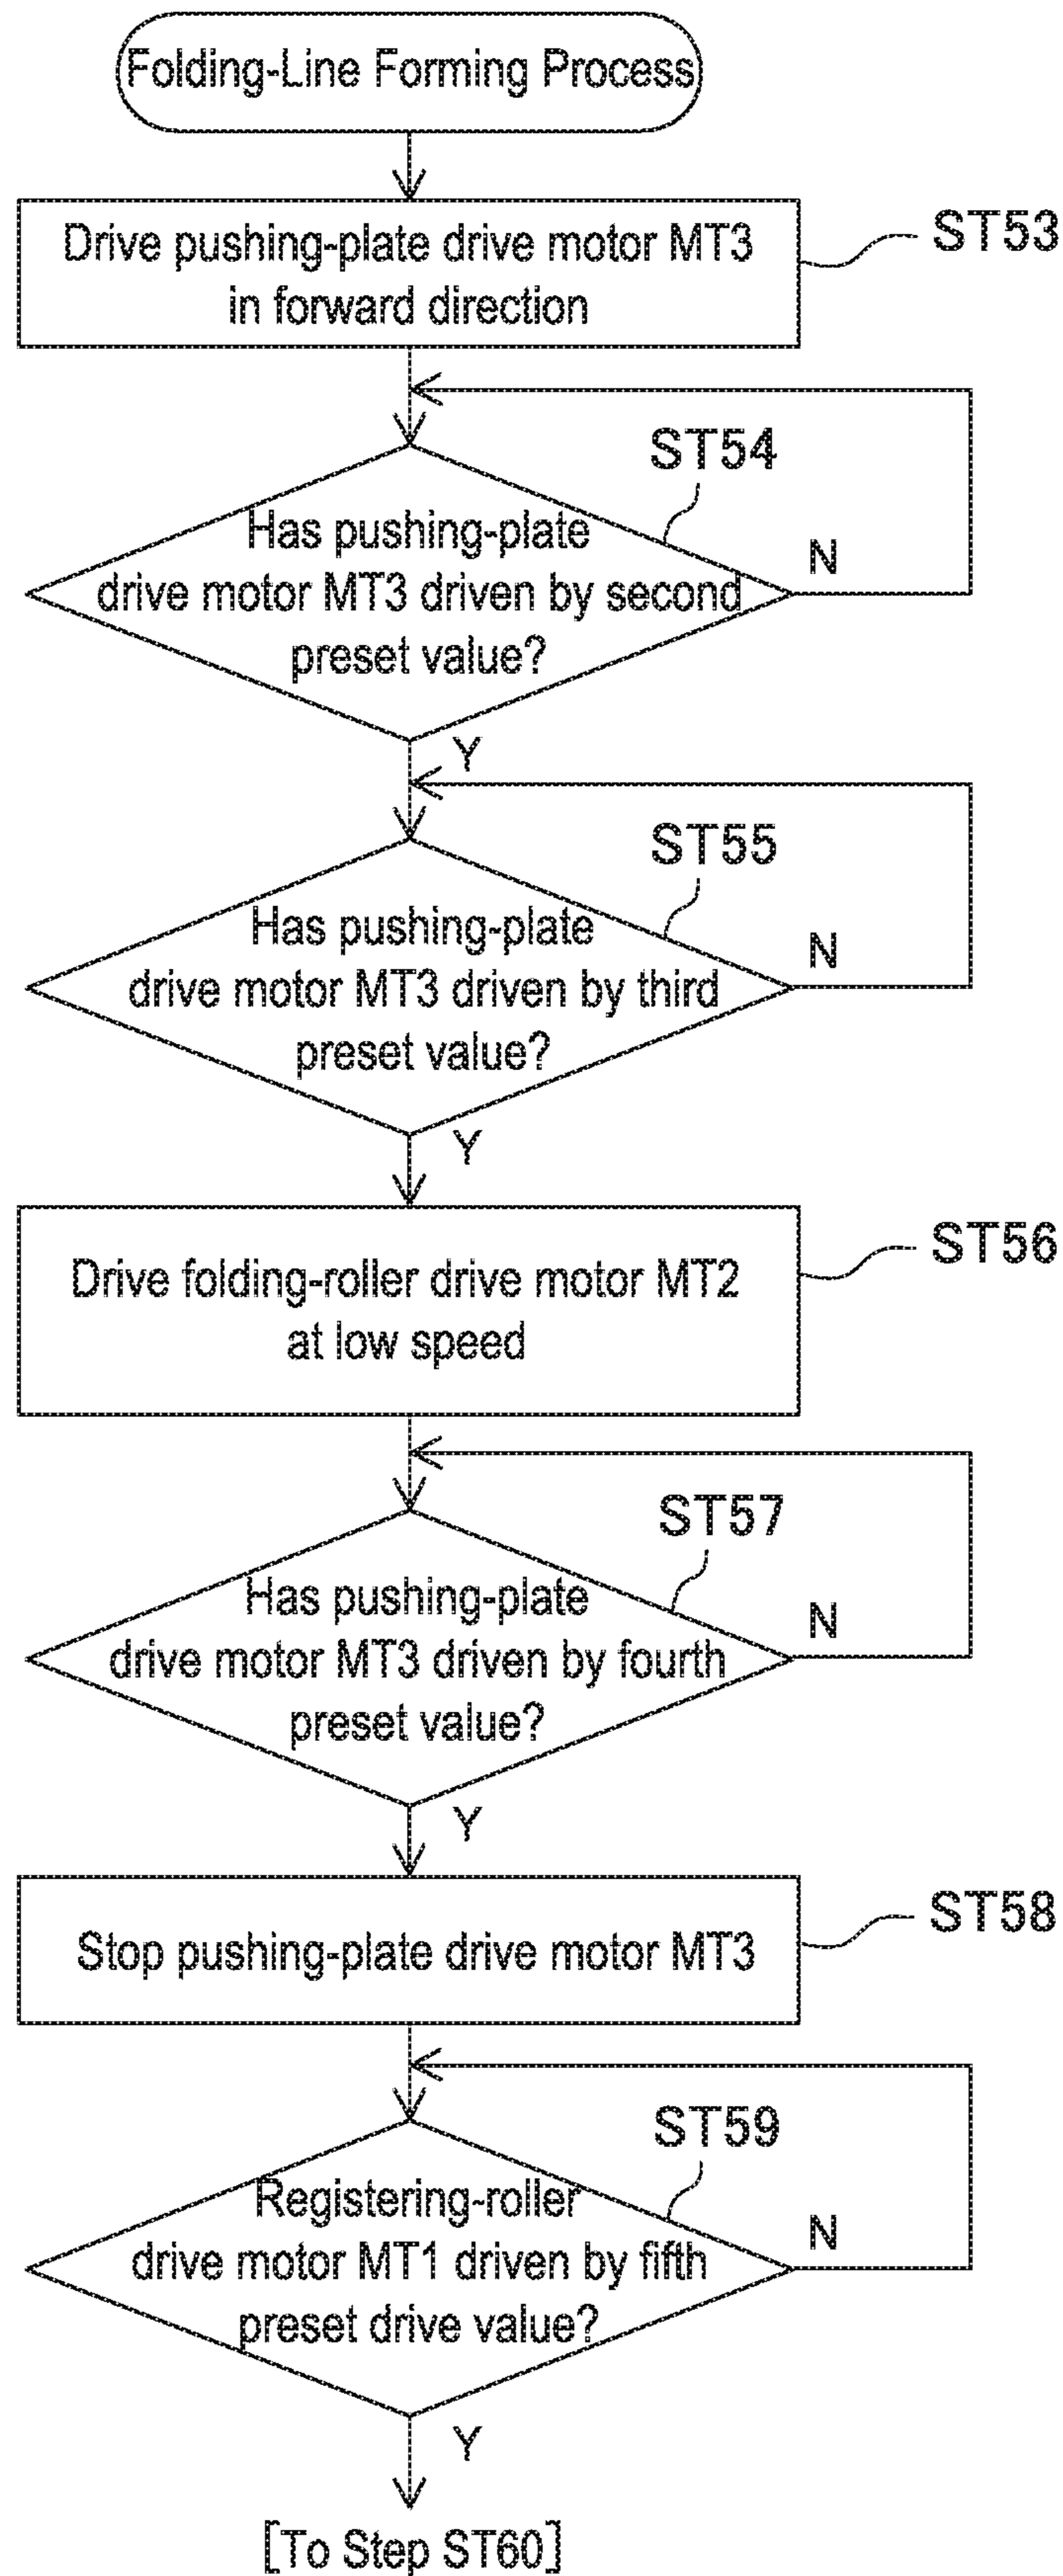 Folding-Line Forming Process
Drive pushing-plate drive motor MT3
in forward direction
ST53
ST54
Has pushing-plate
drive motor MT3 driven by second
preset value?
N
Y
ST55
Has pushing-plate
drive motor MT3 driven by third
preset value?
N
Y
Drive folding-roller drive motor MT2
at low speed
ST56
ST57
Has pushing-plate
drive motor MT3 driven by fourth
preset value?
N
Y
Stop pushing-plate drive motor MT3
ST58
ST59
Registering-roller
drive motor MT1 driven by fifth
preset drive value?
N
Y
[To Step ST60]